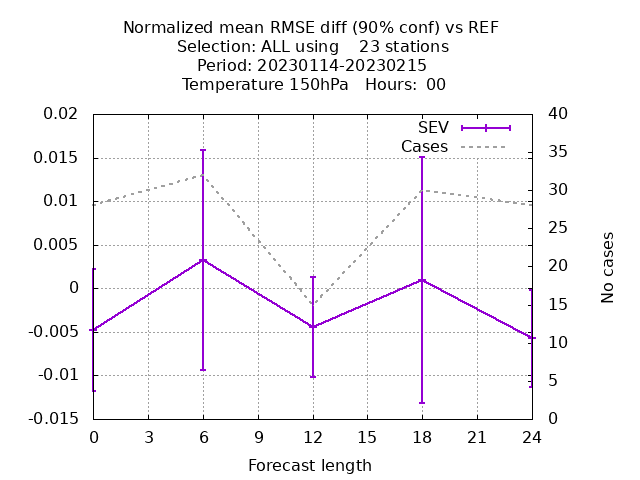 Normalized mean RMSE diff (90% conf) vs REF
Selection: ALL using    23 stations
Period: 20230114-20230215
Temperature 150hPa   Hours:  00
SEV
Cases
0.02
0.015
0.01
0.005
0
-0.005
-0.01
-0.015
40
35
30
25
20
15
10
5
0
No cases
0 3 6 9 12 15 18 21 24
Forecast length